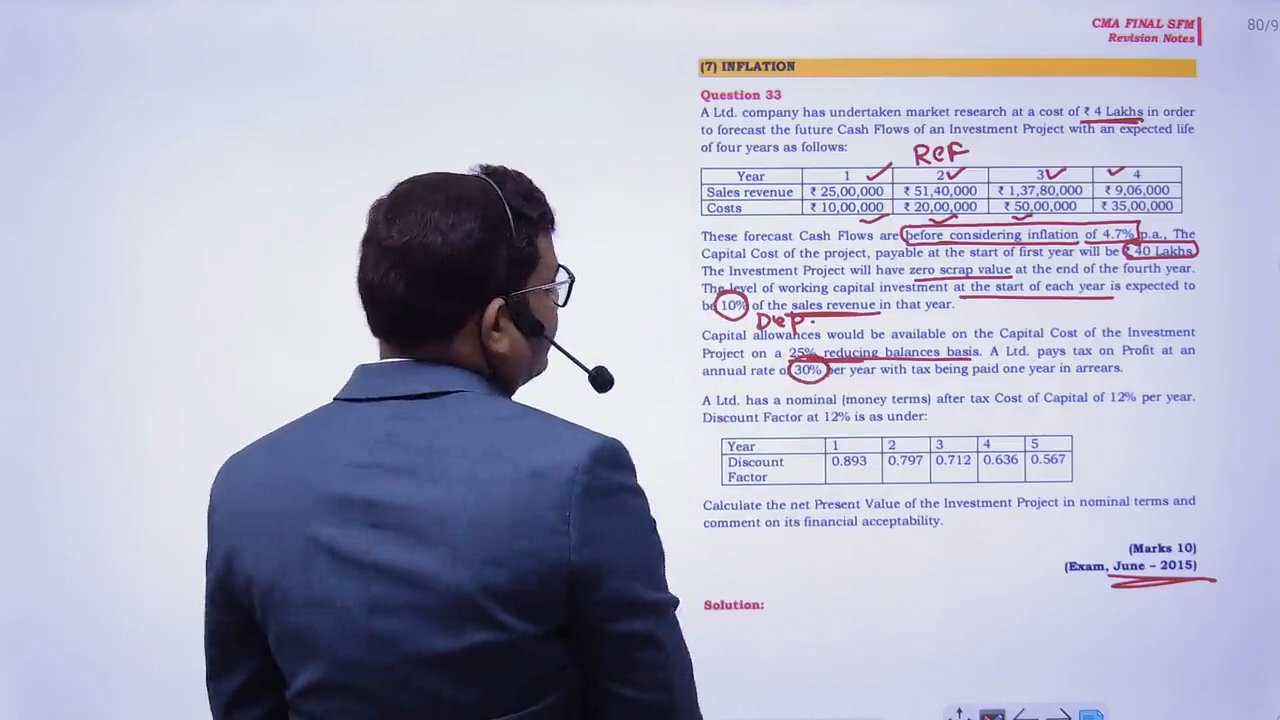 CMA FINAL SFM
Revision Notes
80/9
(7) INFLATION
Question 33
A Ltd. company has undertaken market research at a cost of ₹ 4 Lakhs in order
to forecast the future Cash Flows of an Investment Project with an expected life
of four years as follows:
RCF
Year 1 2 3 4
Sales revenue ₹ 25,00,000 ₹ 51,40,000 ₹ 1,37,80,000 ₹ 9,06,000
Costs ₹ 10,00,000 ₹ 20,00,000 ₹ 50,00,000 ₹ 35,00,000
These forecast Cash Flows are before considering inflation of 4.7% p.a., The
Capital Cost of the project, payable at the start of first year will be ₹ 40 Lakhs
The Investment Project will have zero scrap value at the end of the fourth year.
The level of working capital investment at the start of each year is expected to
be 10% of the sales revenue in that year.
Dep.
Capital allowances would be available on the Capital Cost of the Investment
Project on a 25% reducing balances basis. A Ltd. pays tax on Profit at an
annual rate of 30% per year with tax being paid one year in arrears.
A Ltd. has a nominal (money terms) after tax Cost of Capital of 12% per year.
Discount Factor at 12% is as under:
Year 1 2 3 4 5
Discount 0.893 0.797 0.712 0.636 0.567
Factor
Calculate the net Present Value of the Investment Project in nominal terms and
comment on its financial acceptability.
(Marks 10)
(Exam, June – 2015)
Solution: